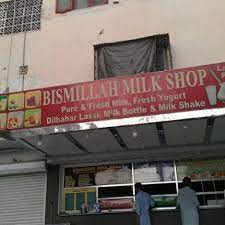 BISMILLAH MILK SHOP
Pure & Fresh Milk, Fresh Yogurt
Dilbahar Lassi, Milk Bottle & Milk Shake